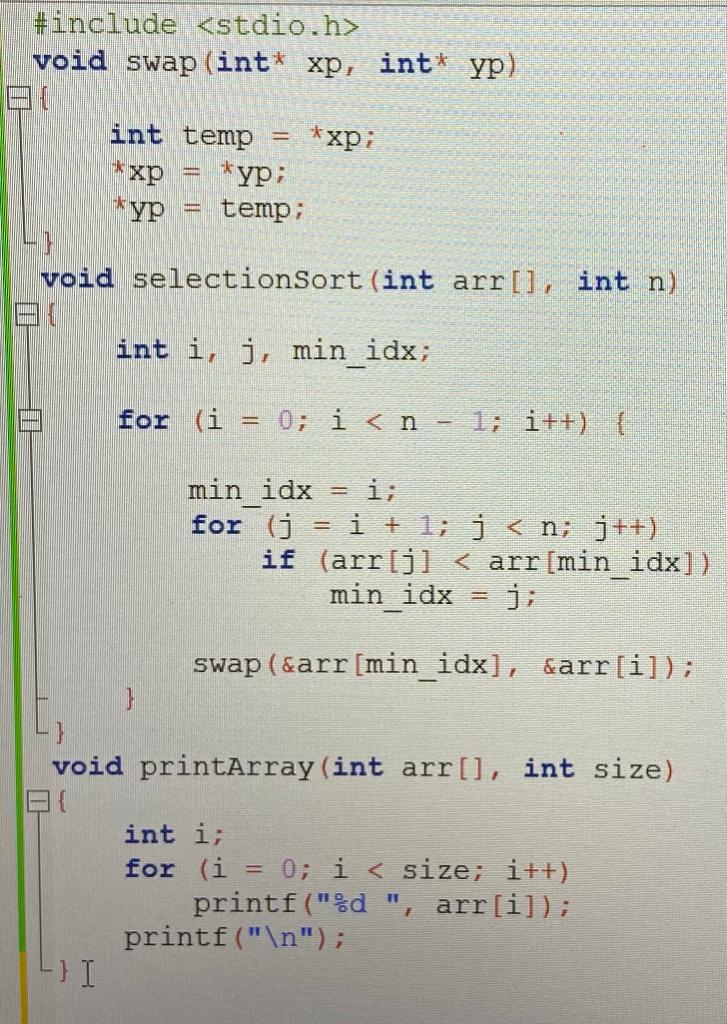 #include <stdio.h>
void swap(int* xp, int* yp)
{
int temp = *xp;
*xp = *yp;
*yp = temp;
}
void selectionSort(int arr[], int n)
{
int i, j, min_idx;
for (i = 0; i < n - 1; i++) {
min_idx = i;
for (j = i + 1; j < n; j++)
if (arr[j] < arr[min_idx])
min_idx = j;
swap(&arr[min_idx], &arr[i]);
}
}
void printArray(int arr[], int size)
{
int i;
for (i = 0; i < size; i++)
printf("%d ", arr[i]);
printf("\n");
}